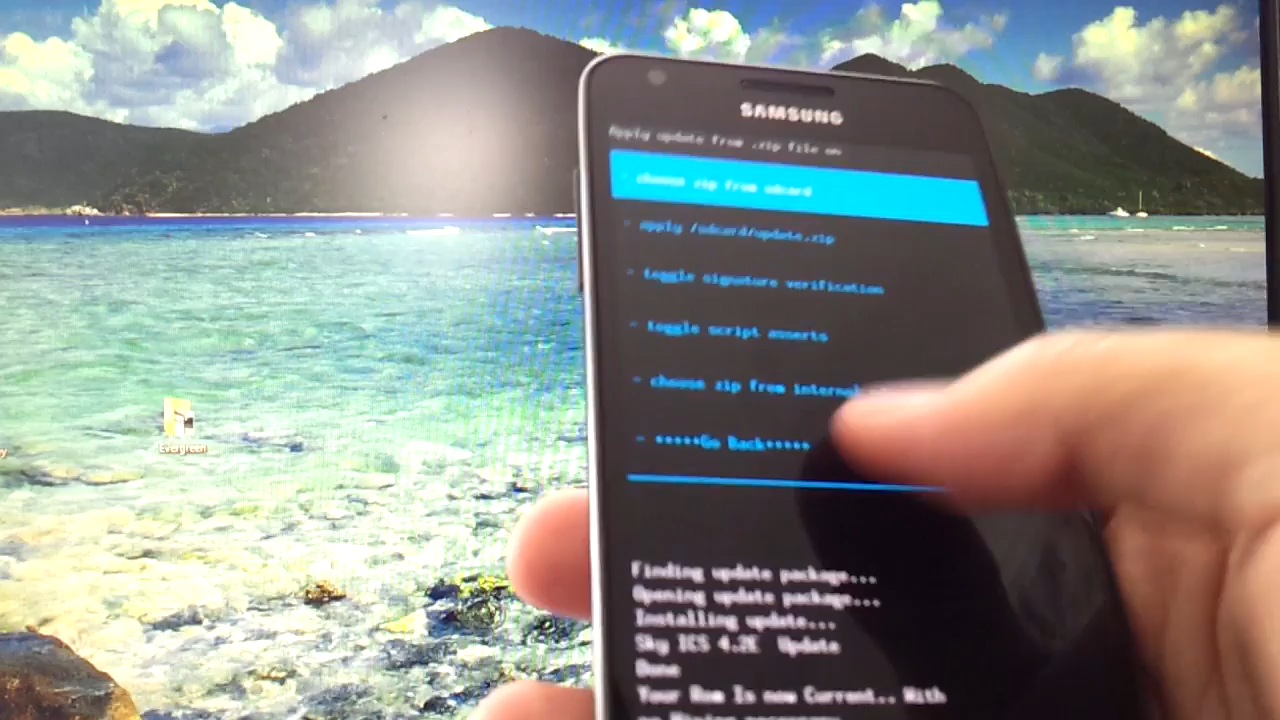 SAMSUNG
Apply update from .zip file on
- choose zip from sdcard
- apply /sdcard/update.zip
- toggle signature verification
- toggle script asserts
- choose zip from internal
- *****Go Back*****
Finding update package...
Opening update package...
Installing update...
Sky ICS 4.2E Update
Done
Your Rom Is now Current.. With
Evergreen